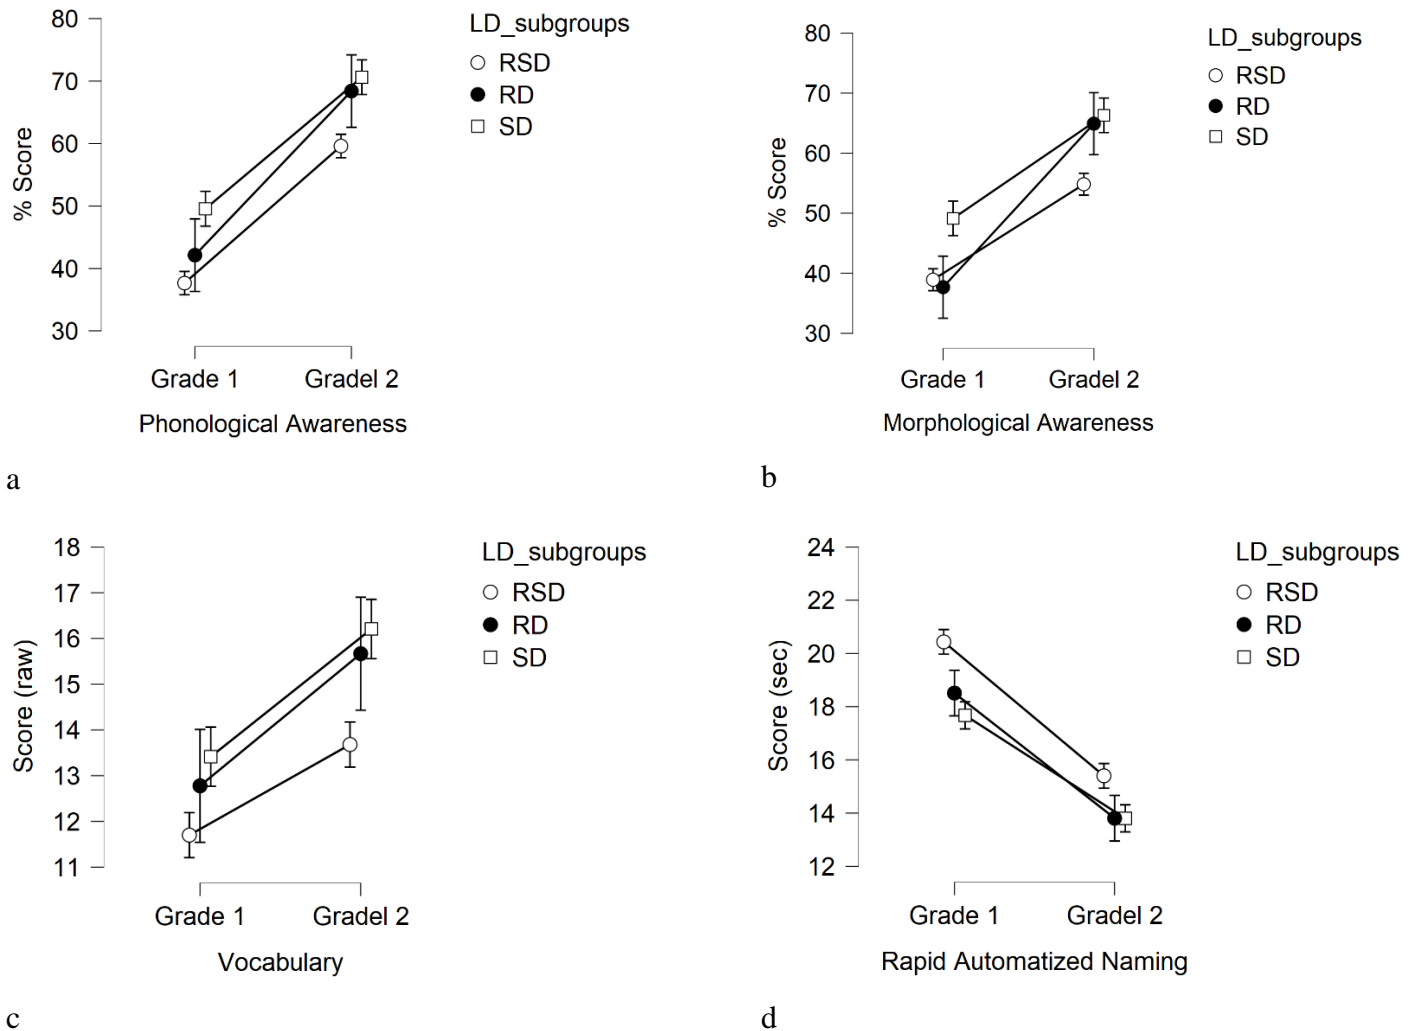 80
70
60
50
40
30
% Score
Grade 1
Gradel 2
Phonological Awareness
LD_subgroups
RSD
RD
SD
a
80
70
60
50
40
30
% Score
Grade 1
Gradel 2
Morphological Awareness
LD_subgroups
RSD
RD
SD
b
18
17
16
15
14
13
12
11
Score (raw)
Grade 1
Gradel 2
Vocabulary
LD_subgroups
RSD
RD
SD
c
24
22
20
18
16
14
12
Score (sec)
Grade 1
Gradel 2
Rapid Automatized Naming
LD_subgroups
RSD
RD
SD
d